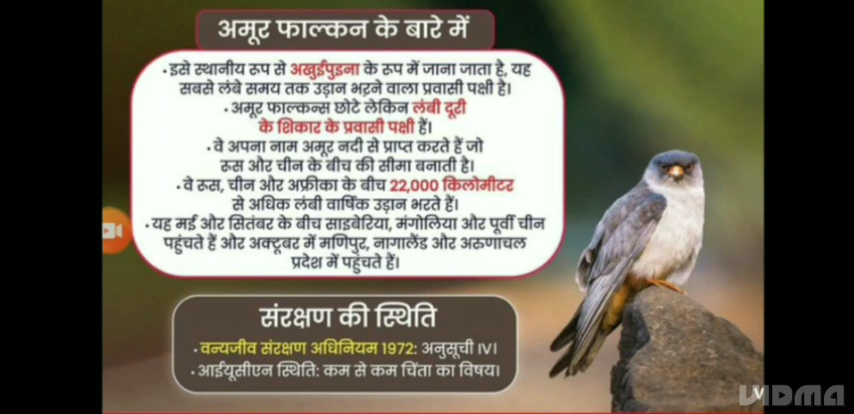 अमूर फाल्कन के बारे में
• इसे स्थानीय रूप से अखुईपुइना के रूप में जाना जाता है, यह
सबसे लंबे समय तक उड़ान भरने वाला प्रवासी पक्षी है।
• अमूर फाल्कन्स छोटे लेकिन लंबी दूरी
के शिकार के प्रवासी पक्षी हैं।
• वे अपना नाम अमूर नदी से प्राप्त करते हैं जो
रूस और चीन के बीच की सीमा बनाती है।
• वे रूस, चीन और अफ्रीका के बीच 22,000 किलोमीटर
से अधिक लंबी वार्षिक उड़ान भरते हैं।
• यह मई और सितंबर के बीच साइबेरिया, मंगोलिया और पूर्वी चीन
पहुंचते हैं और अक्टूबर में मणिपुर, नागालैंड और अरुणाचल
प्रदेश में पहुंचते हैं।
संरक्षण की स्थिति
• वन्यजीव संरक्षण अधिनियम 1972: अनुसूची IV।
• आईयूसीएन स्थिति: कम से कम चिंता का विषय।
VIDMA